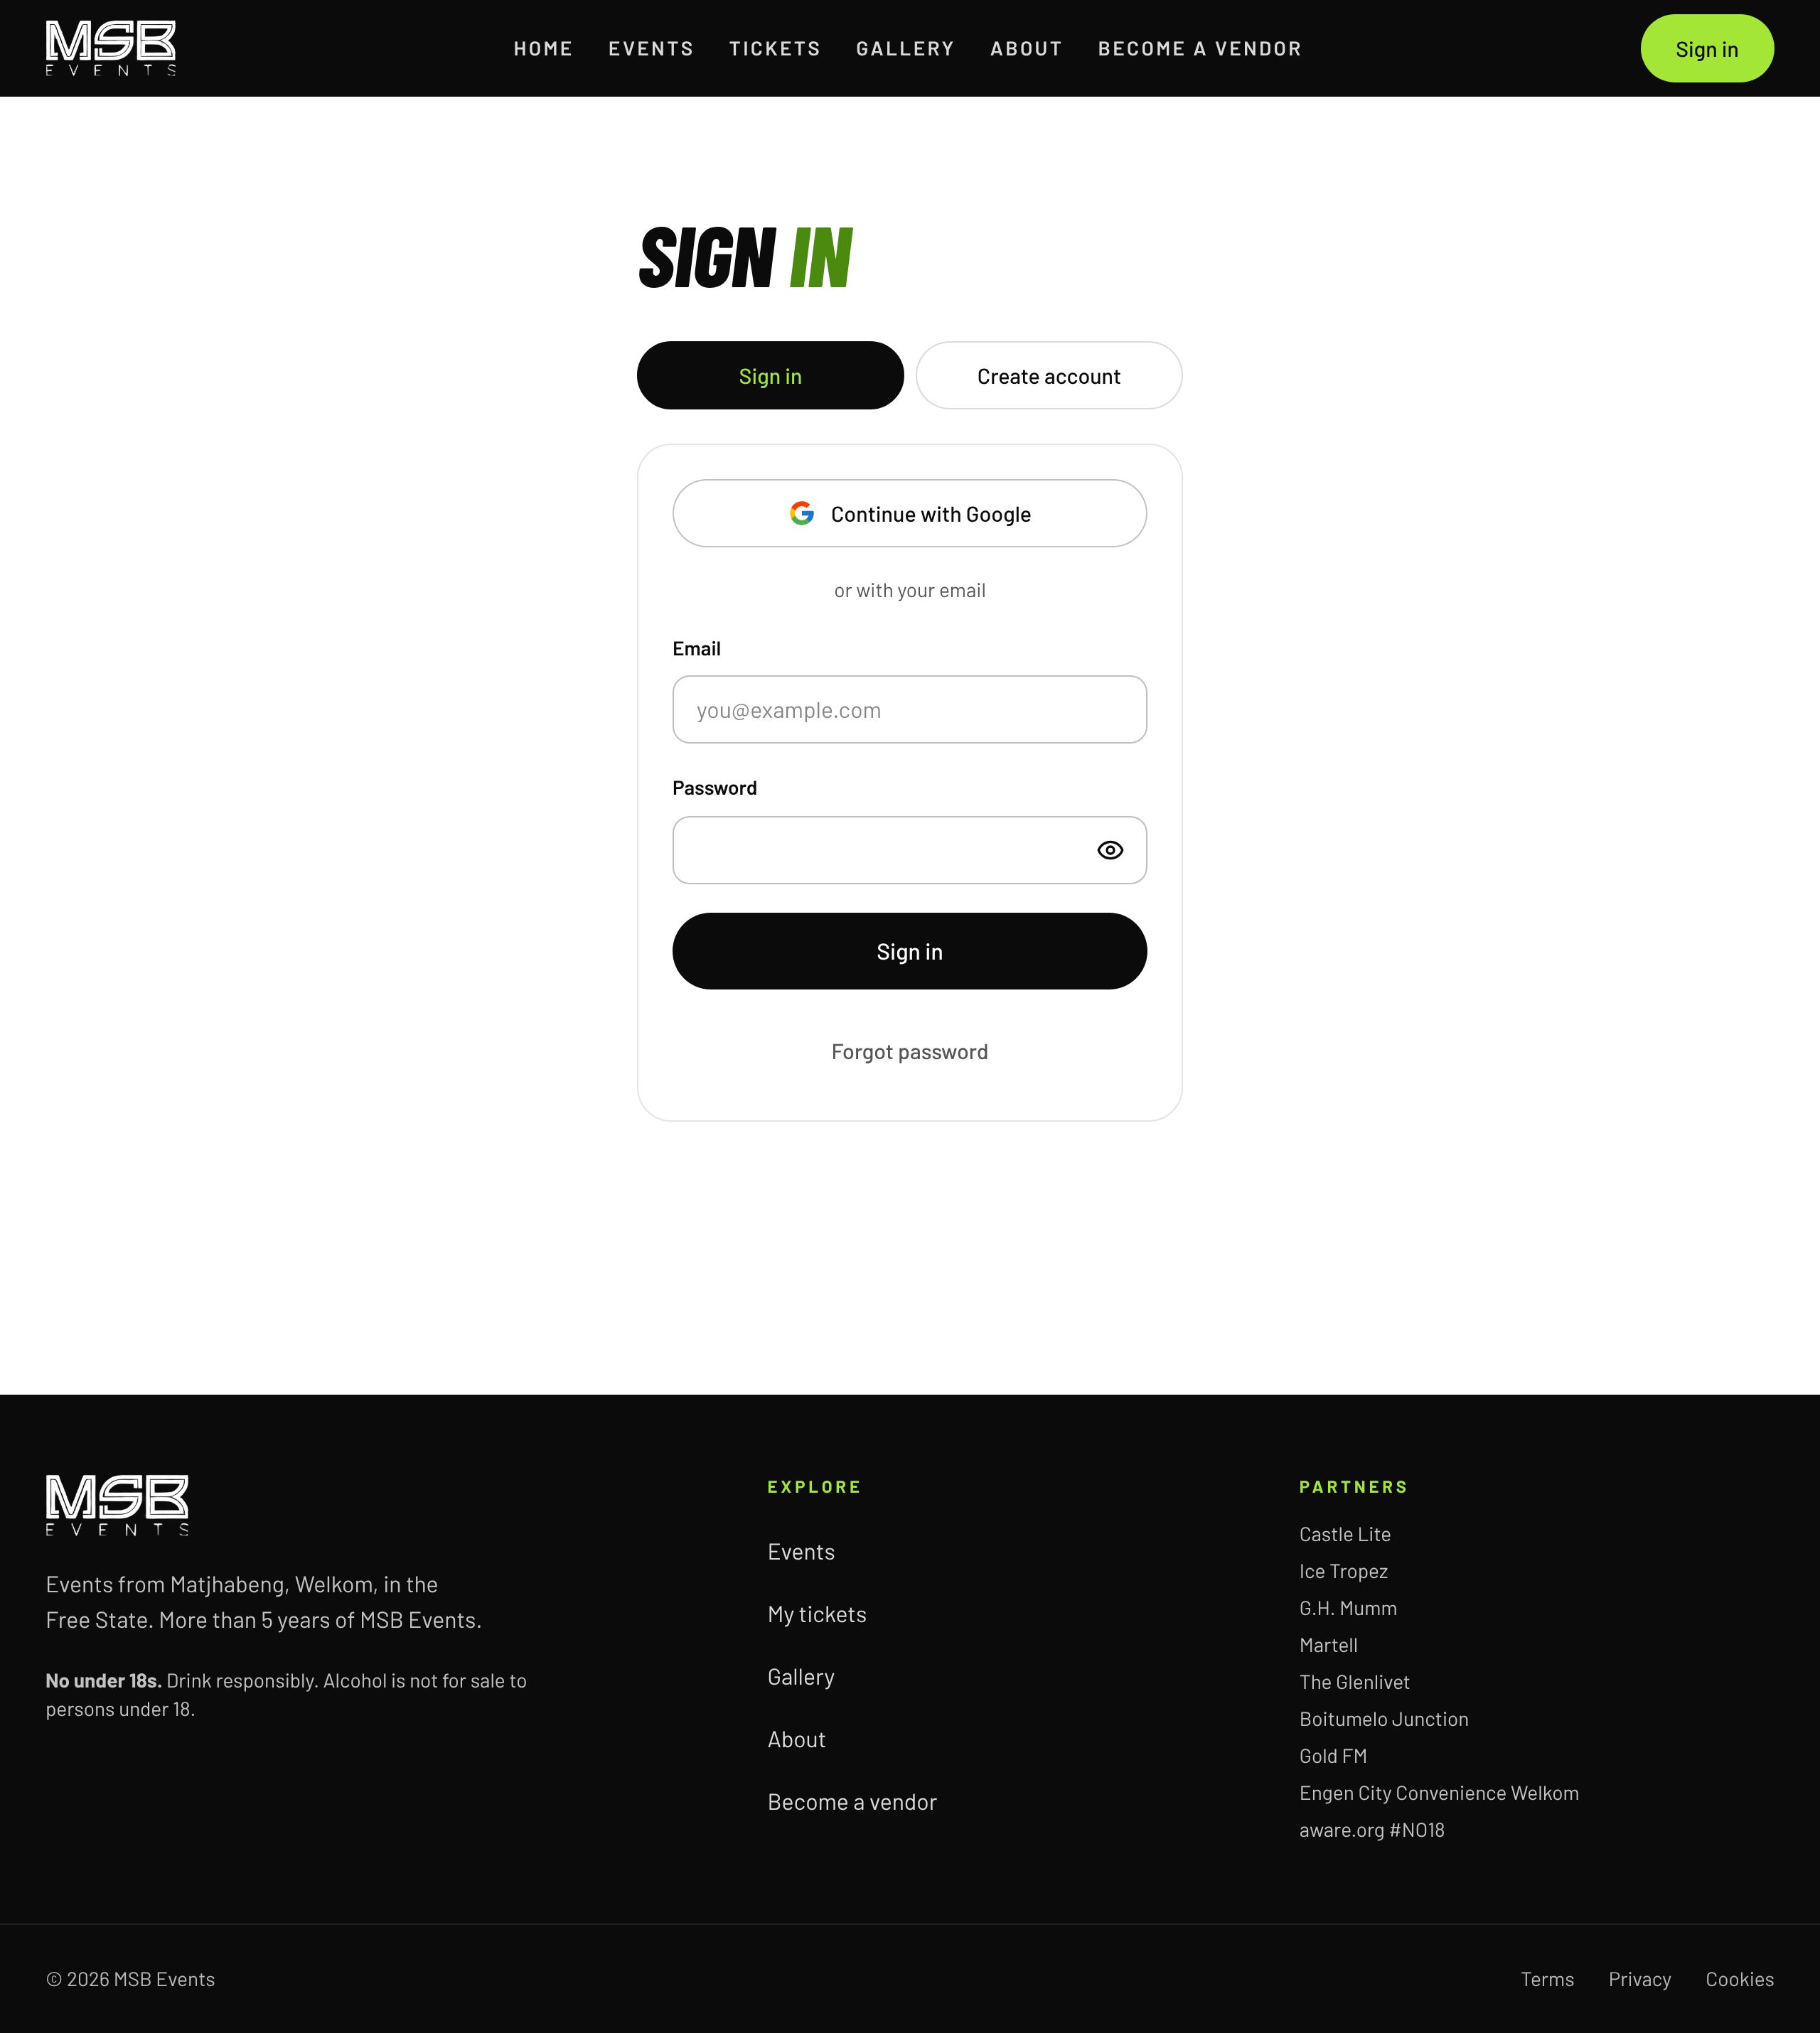 MSB
EVENTS
HOME EVENTS TICKETS GALLERY ABOUT BECOME A VENDOR
Sign in
SIGN IN
Sign in
Create account
Continue with Google
or with your email
Email
you@example.com
Password
Sign in
Forgot password
MSB
EVENTS
Events from Matjhabeng, Welkom, in the
Free State. More than 5 years of MSB Events.
No under 18s. Drink responsibly. Alcohol is not for sale to
persons under 18.
EXPLORE
Events
My tickets
Gallery
About
Become a vendor
PARTNERS
Castle Lite
Ice Tropez
G.H. Mumm
Martell
The Glenlivet
Boitumelo Junction
Gold FM
Engen City Convenience Welkom
aware.org #NO18
© 2026 MSB Events
Terms Privacy Cookies